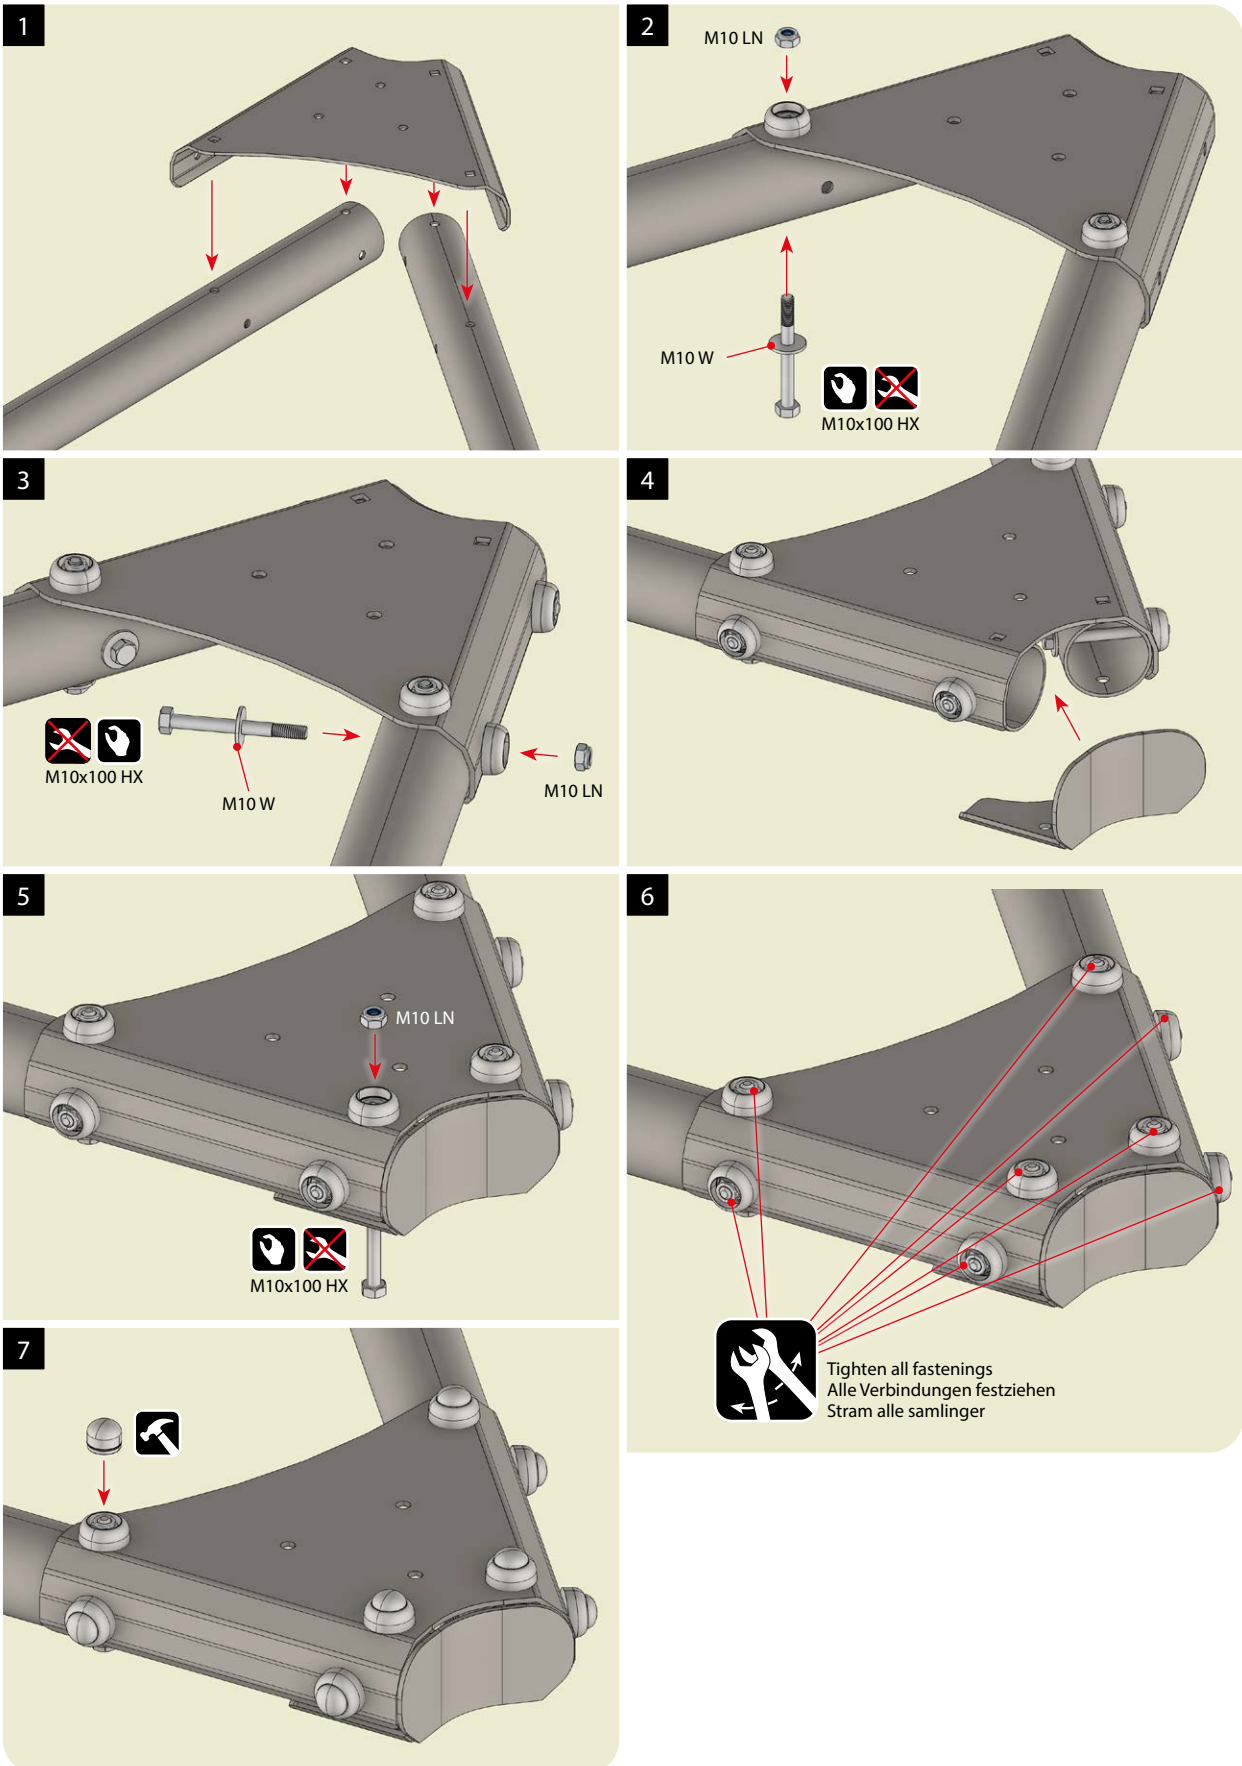 1
2
M10 LN
M10 W
M10x100 HX
3
M10x100 HX
M10 W
M10 LN
4
5
M10 LN
M10x100 HX
6
Tighten all fastenings
Alle Verbindungen festziehen
Stram alle samlinger
7